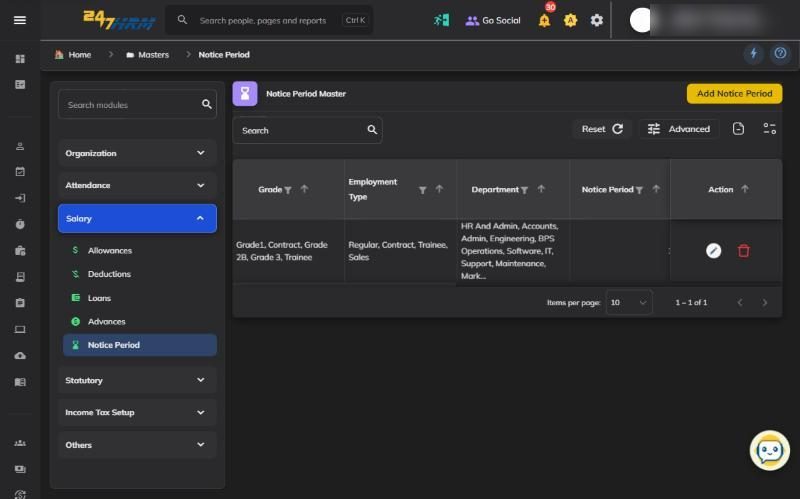 247HRM
Search people, pages and reports
Ctrl K
Go Social
30
A
Home
Masters
Notice Period
Search modules
Organization
Attendance
Salary
Allowances
Deductions
Loans
Advances
Notice Period
Statutory
Income Tax Setup
Others
Notice Period Master
Add Notice Period
Search
Reset
Advanced
Grade
Employment
Type
Department
Notice Period
Action
Grade1, Contract, Grade
2B, Grade 3, Trainee
Regular, Contract, Trainee,
Sales
HR And Admin, Accounts,
Admin, Engineering, BPS
Operations, Software, IT,
Support, Maintenance,
Mark...
Items per page:
10
1 – 1 of 1